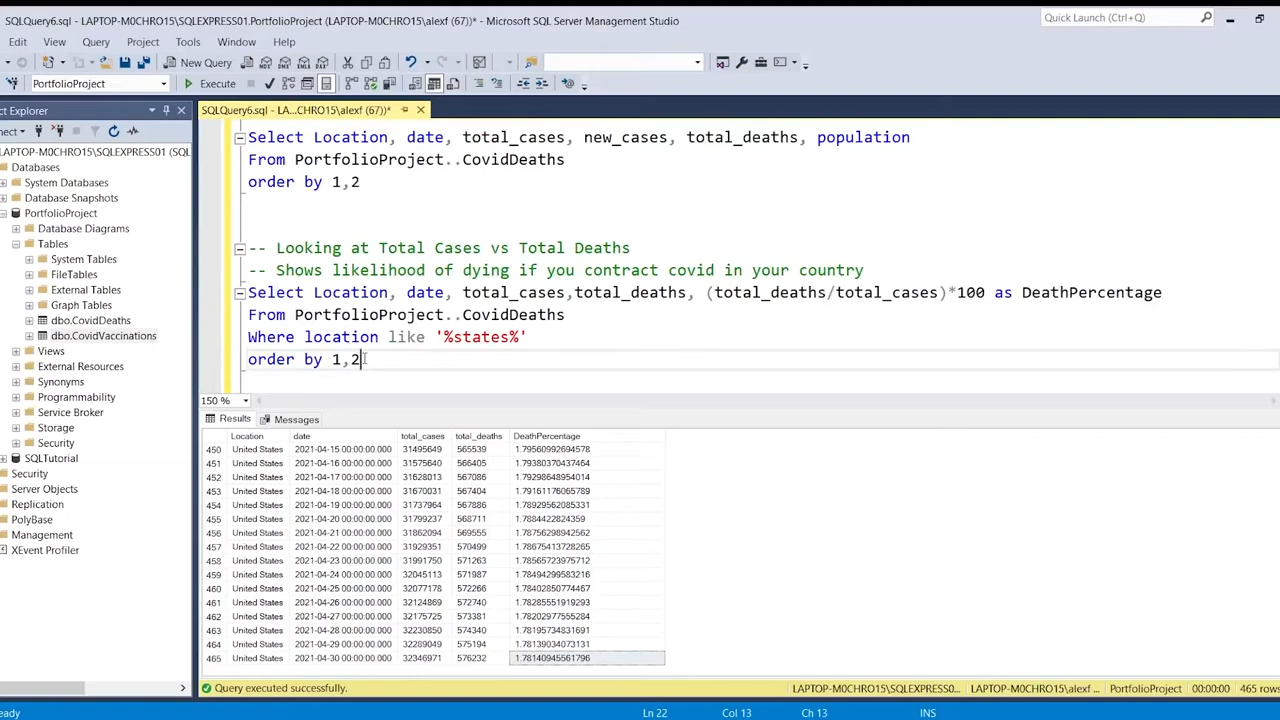 SQLQuery6.sql - LAPTOP-M0CHRO15\SQLEXPRESS01.PortfolioProject (LAPTOP-M0CHRO15\alexf (67))* - Microsoft SQL Server Management Studio
Quick Launch (Ctrl+Q)
Edit View Query Project Tools Window Help
New Query
PortfolioProject Execute
ct Explorer
SQLQuery6.sql - LA...CHRO15\alexf (67))*
nect
LAPTOP-M0CHRO15\SQLEXPRESS01 (SQL
Databases
System Databases
Database Snapshots
PortfolioProject
Database Diagrams
Tables
System Tables
FileTables
External Tables
Graph Tables
dbo.CovidDeaths
dbo.CovidVaccinations
Views
External Resources
Synonyms
Programmability
Service Broker
Storage
Security
SQLTutorial
Security
Server Objects
Replication
PolyBase
Management
XEvent Profiler
Select Location, date, total_cases, new_cases, total_deaths, population
From PortfolioProject..CovidDeaths
order by 1,2
-- Looking at Total Cases vs Total Deaths
-- Shows likelihood of dying if you contract covid in your country
Select Location, date, total_cases,total_deaths, (total_deaths/total_cases)*100 as DeathPercentage
From PortfolioProject..CovidDeaths
Where location like '%states%'
order by 1,2
150 %
Results Messages
Location date total_cases total_deaths DeathPercentage
450 United States 2021-04-15 00:00:00.000 31495649 565539 1.79560992694578
451 United States 2021-04-16 00:00:00.000 31575640 566405 1.79380370437464
452 United States 2021-04-17 00:00:00.000 31628013 567086 1.79298648954014
453 United States 2021-04-18 00:00:00.000 31670031 567404 1.79161176065789
454 United States 2021-04-19 00:00:00.000 31737964 567886 1.78929562085331
455 United States 2021-04-20 00:00:00.000 31799237 568711 1.7884422824359
456 United States 2021-04-21 00:00:00.000 31862094 569555 1.78756298942562
457 United States 2021-04-22 00:00:00.000 31929351 570499 1.78675413728265
458 United States 2021-04-23 00:00:00.000 31991750 571263 1.78565723975712
459 United States 2021-04-24 00:00:00.000 32045113 571987 1.78494299583216
460 United States 2021-04-25 00:00:00.000 32077178 572266 1.78402850774467
461 United States 2021-04-26 00:00:00.000 32124869 572740 1.78285551919293
462 United States 2021-04-27 00:00:00.000 32175725 573381 1.78202977555284
463 United States 2021-04-28 00:00:00.000 32230850 574340 1.78195734831691
464 United States 2021-04-29 00:00:00.000 32289049 575194 1.78139034073131
465 United States 2021-04-30 00:00:00.000 32346971 576232 1.78140945561796
Query executed successfully.
LAPTOP-M0CHRO15\SQLEXPRESS0... LAPTOP-M0CHRO15\alexf ... PortfolioProject 00:00:00 465 rows
eady Ln 22 Col 13 Ch 13 INS